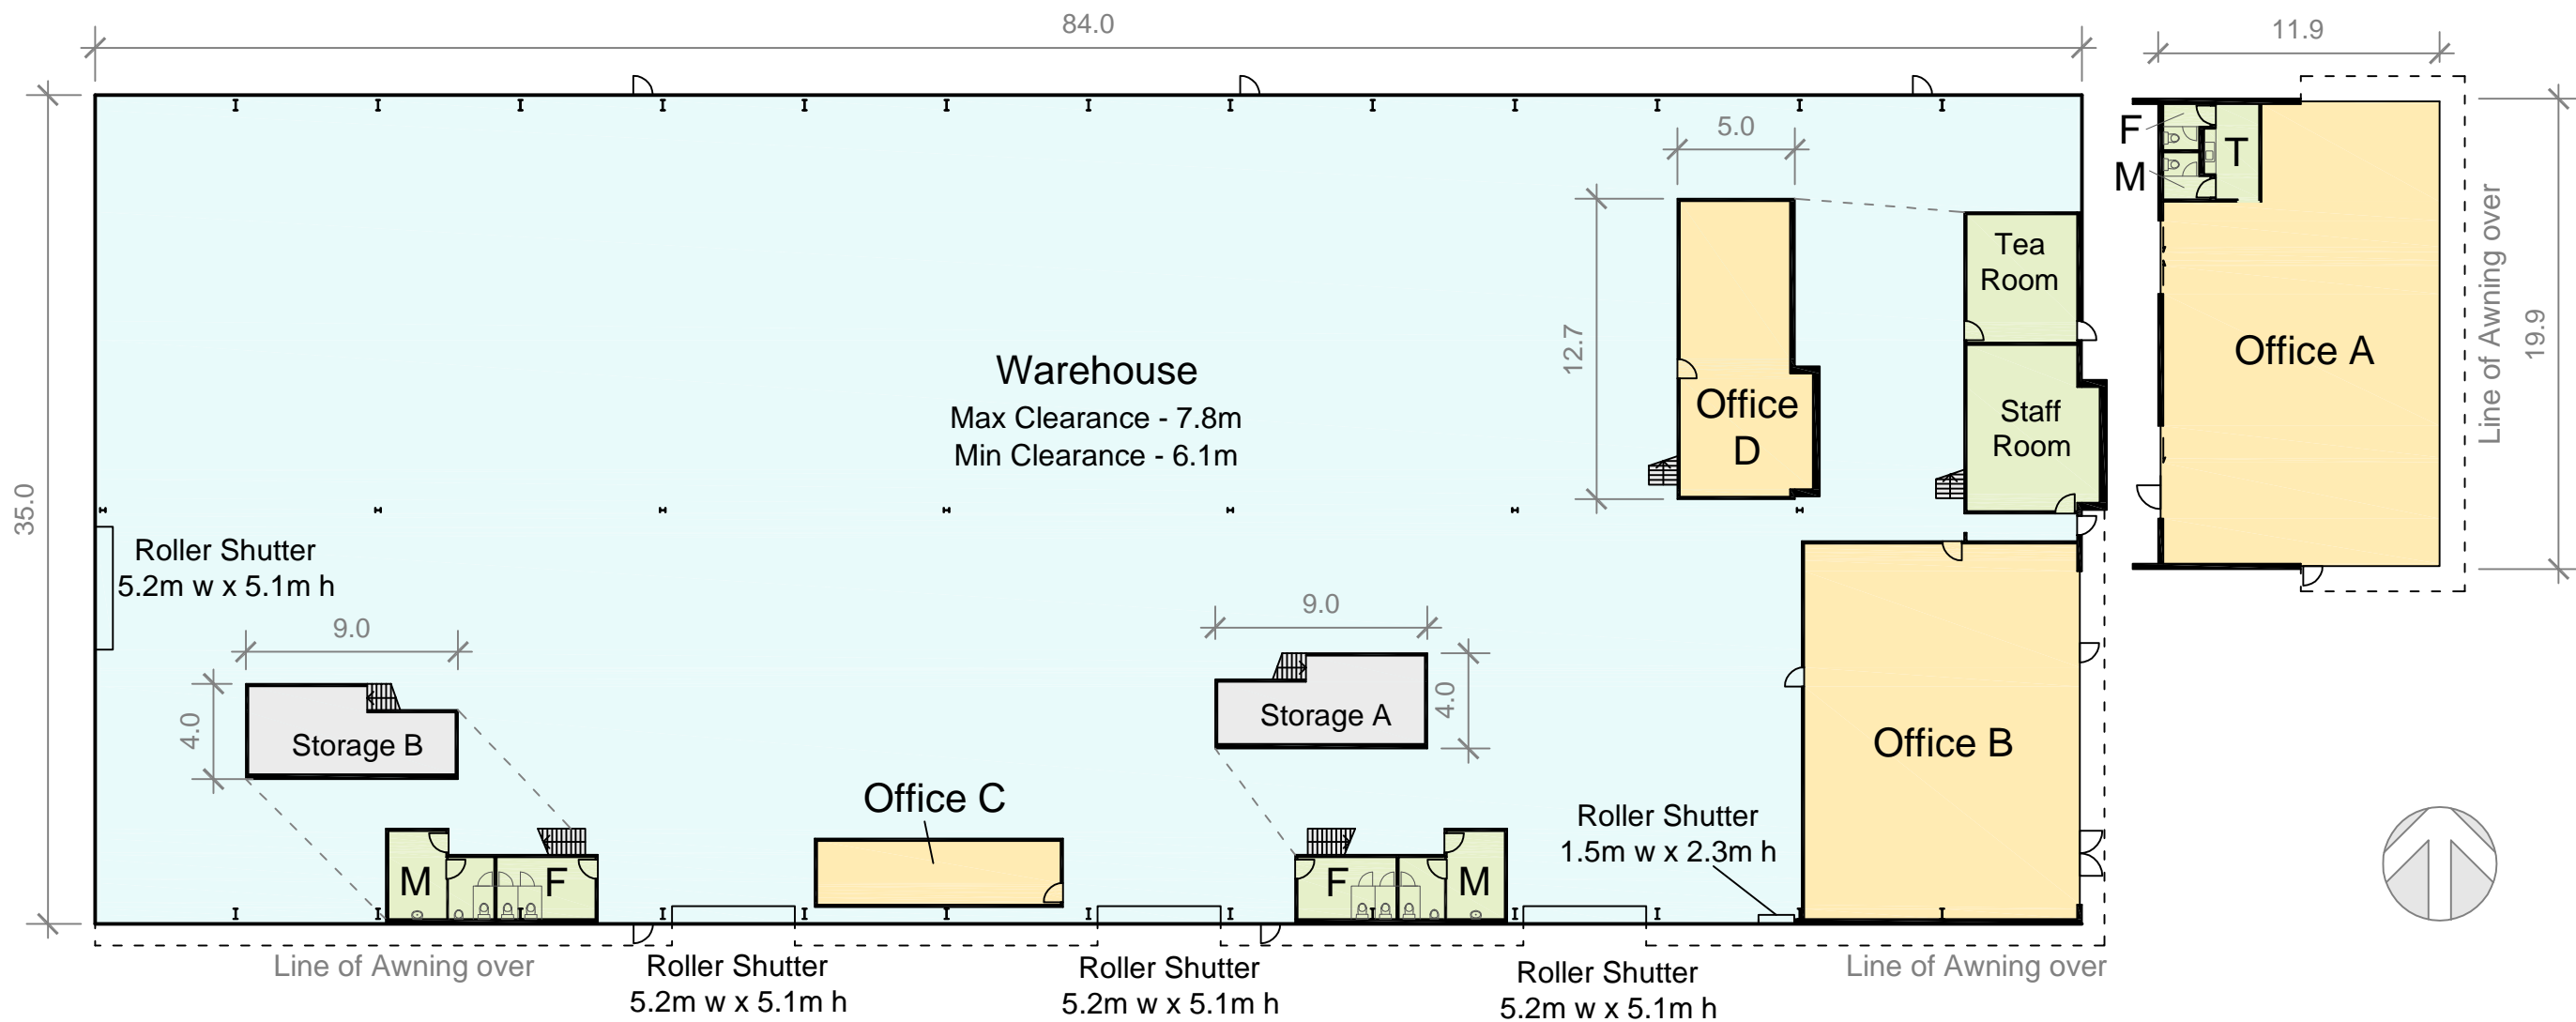 84.0
11.9
5.0
F
T
M
Tea
Room
Line of Awning over
12.7
Office A
19.9
Warehouse
Max Clearance - 7.8m
Min Clearance - 6.1m
Office
D
Staff
Room
35.0
Roller Shutter
5.2m w x 5.1m h
9.0
9.0
4.0
Storage B
Storage A
4.0
Office B
Office C
Roller Shutter
1.5m w x 2.3m h
M
F
F
M
Line of Awning over
Roller Shutter
5.2m w x 5.1m h
Roller Shutter
5.2m w x 5.1m h
Roller Shutter
5.2m w x 5.1m h
Line of Awning over